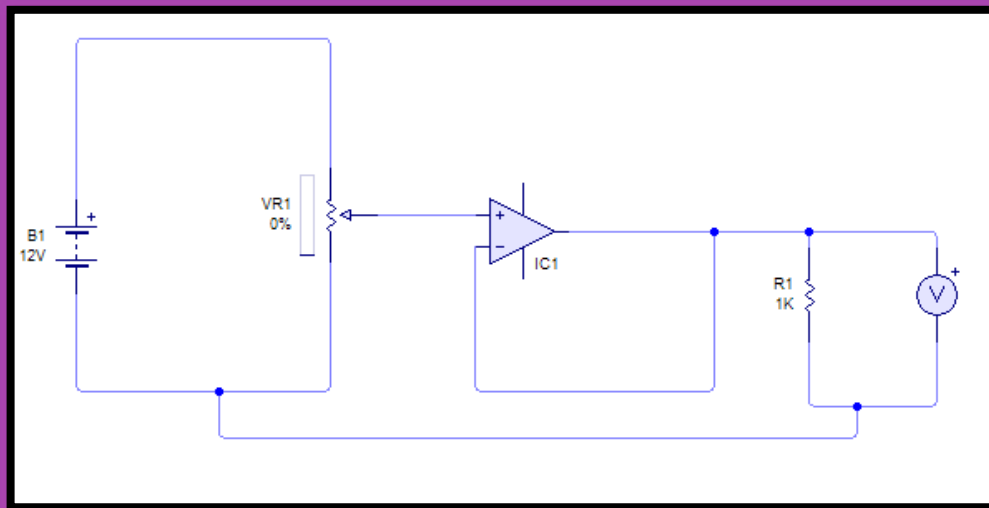 VR1
0%
B1
12V
+
+
−
IC1
R1
1K
+
V